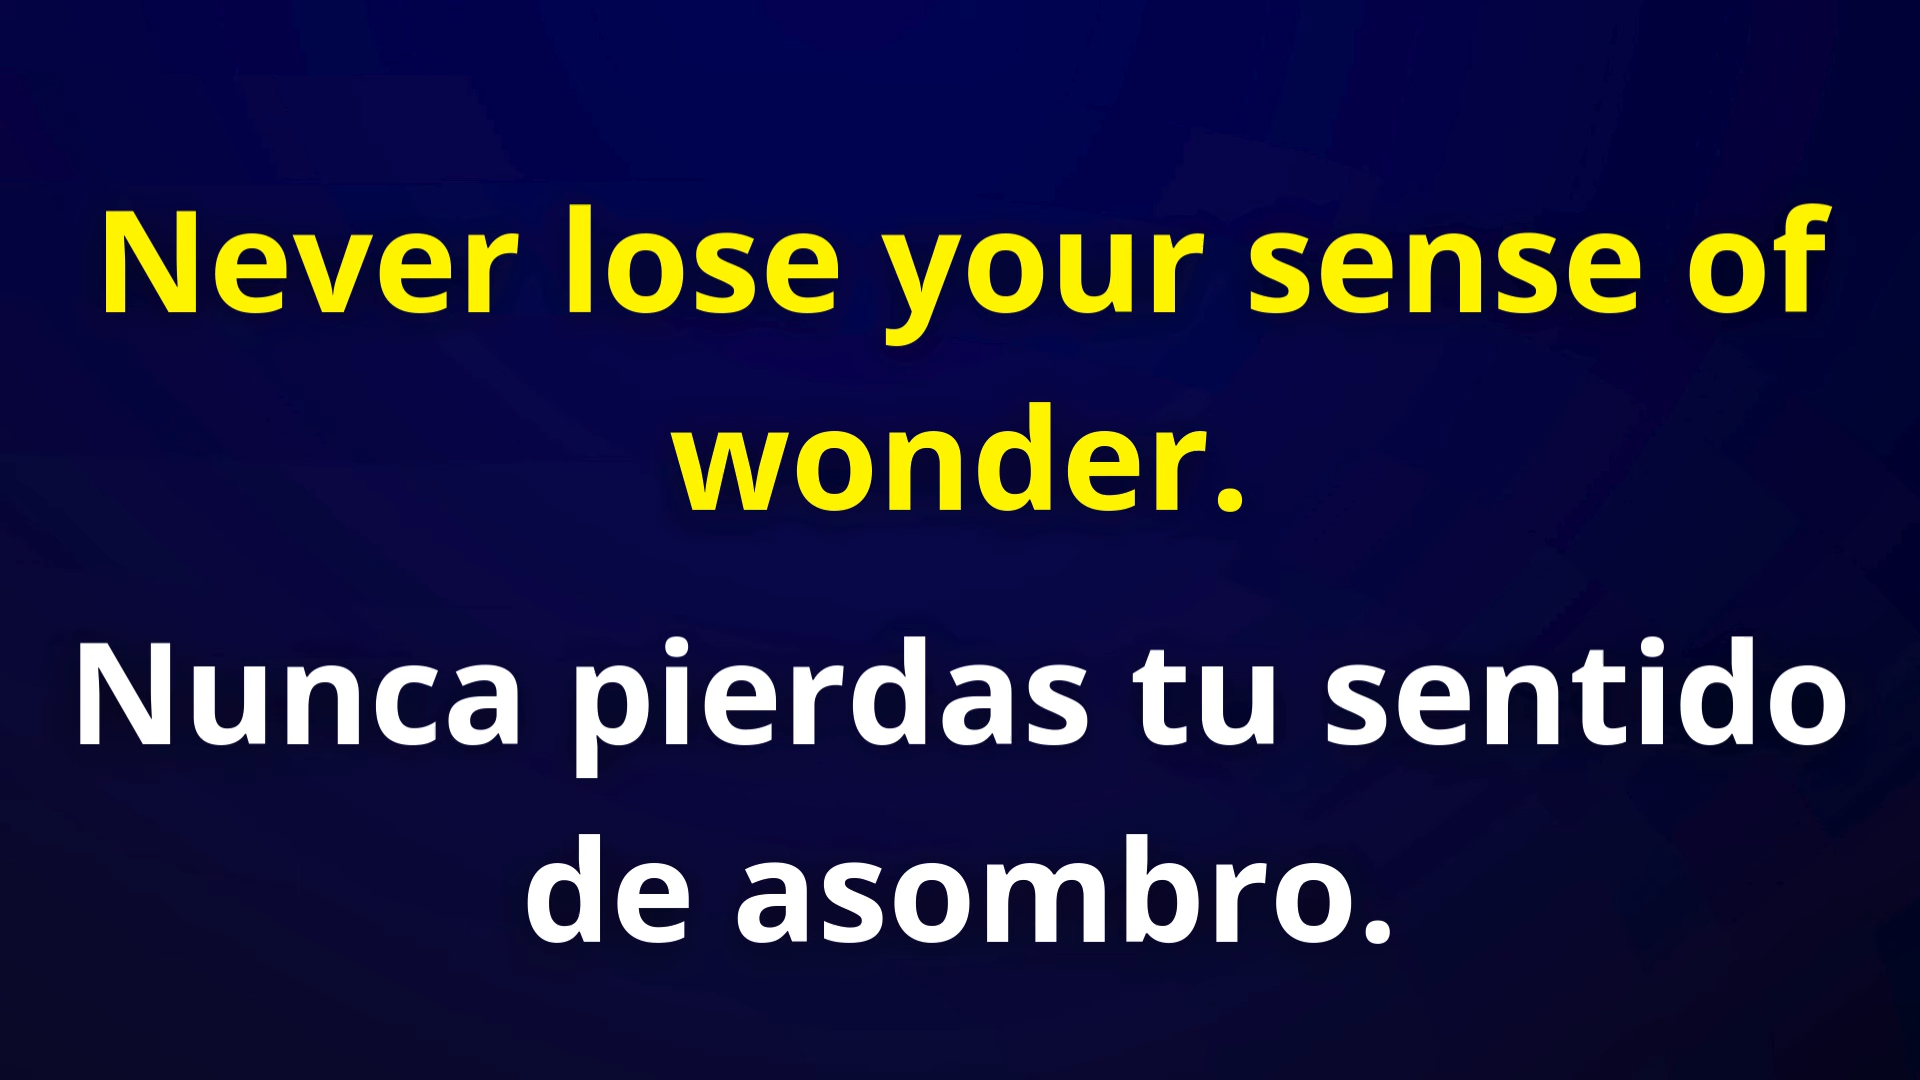 Never lose your sense of
wonder.
Nunca pierdas tu sentido
de asombro.